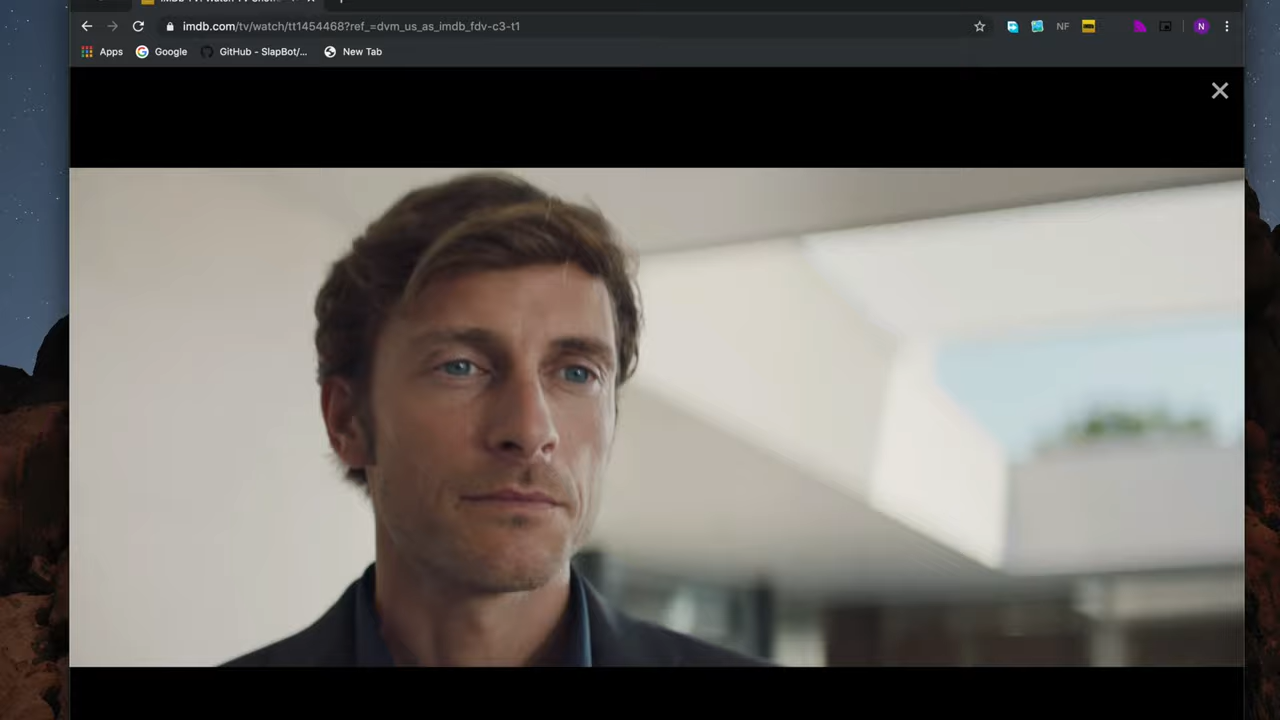 imdb.com/tv/watch/tt1454468?ref_=dvm_us_as_imdb_fdv-c3-t1
NF
N
Apps
Google
GitHub - SlapBot/...
New Tab